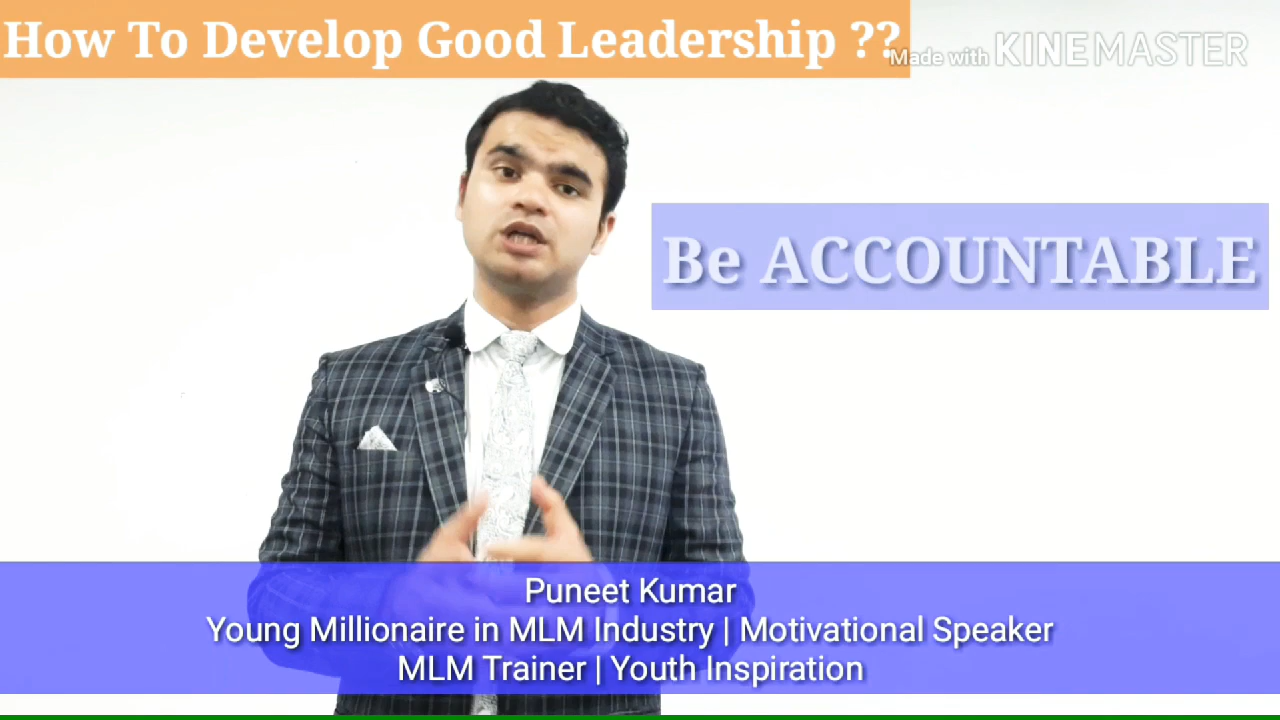 How To Develop Good Leadership ??
Made with KINEMASTER
Be ACCOUNTABLE
Puneet Kumar
Young Millionaire in MLM Industry | Motivational Speaker
MLM Trainer | Youth Inspiration